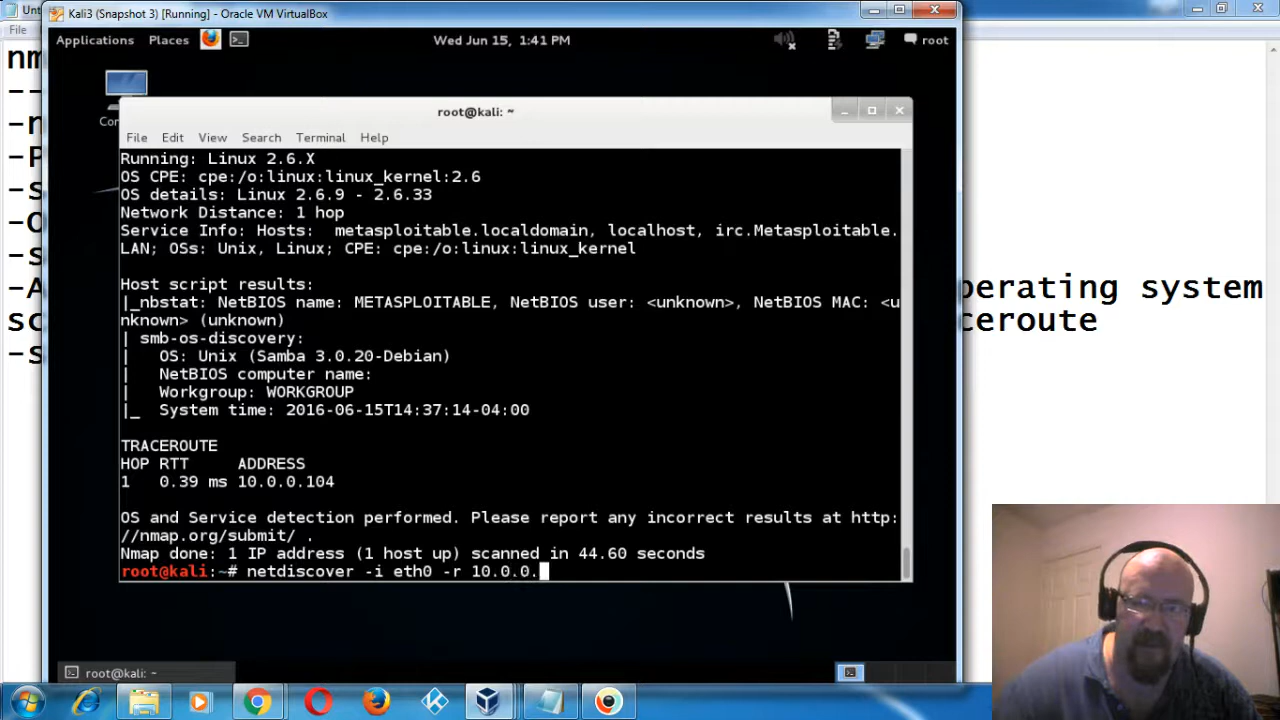 Kali3 (Snapshot 3) [Running] - Oracle VM VirtualBox
Applications Places Wed Jun 15, 1:41 PM root
File
root@kali: ~
File Edit View Search Terminal Help
Running: Linux 2.6.X
OS CPE: cpe:/o:linux:linux_kernel:2.6
OS details: Linux 2.6.9 - 2.6.33
Network Distance: 1 hop
Service Info: Hosts:  metasploitable.localdomain, localhost, irc.Metasploitable.
LAN; OSs: Unix, Linux; CPE: cpe:/o:linux:linux_kernel
Host script results:
|_nbstat: NetBIOS name: METASPLOITABLE, NetBIOS user: <unknown>, NetBIOS MAC: <u
nknown> (unknown)
| smb-os-discovery:
|   OS: Unix (Samba 3.0.20-Debian)
|   NetBIOS computer name:
|   Workgroup: WORKGROUP
|_  System time: 2016-06-15T14:37:14-04:00
TRACEROUTE
HOP RTT     ADDRESS
1   0.39 ms 10.0.0.104
OS and Service detection performed. Please report any incorrect results at http:
//nmap.org/submit/ .
Nmap done: 1 IP address (1 host up) scanned in 44.60 seconds
root@kali:~# netdiscover -i eth0 -r 10.0.0.
perating system
ceroute
root@kali: ~